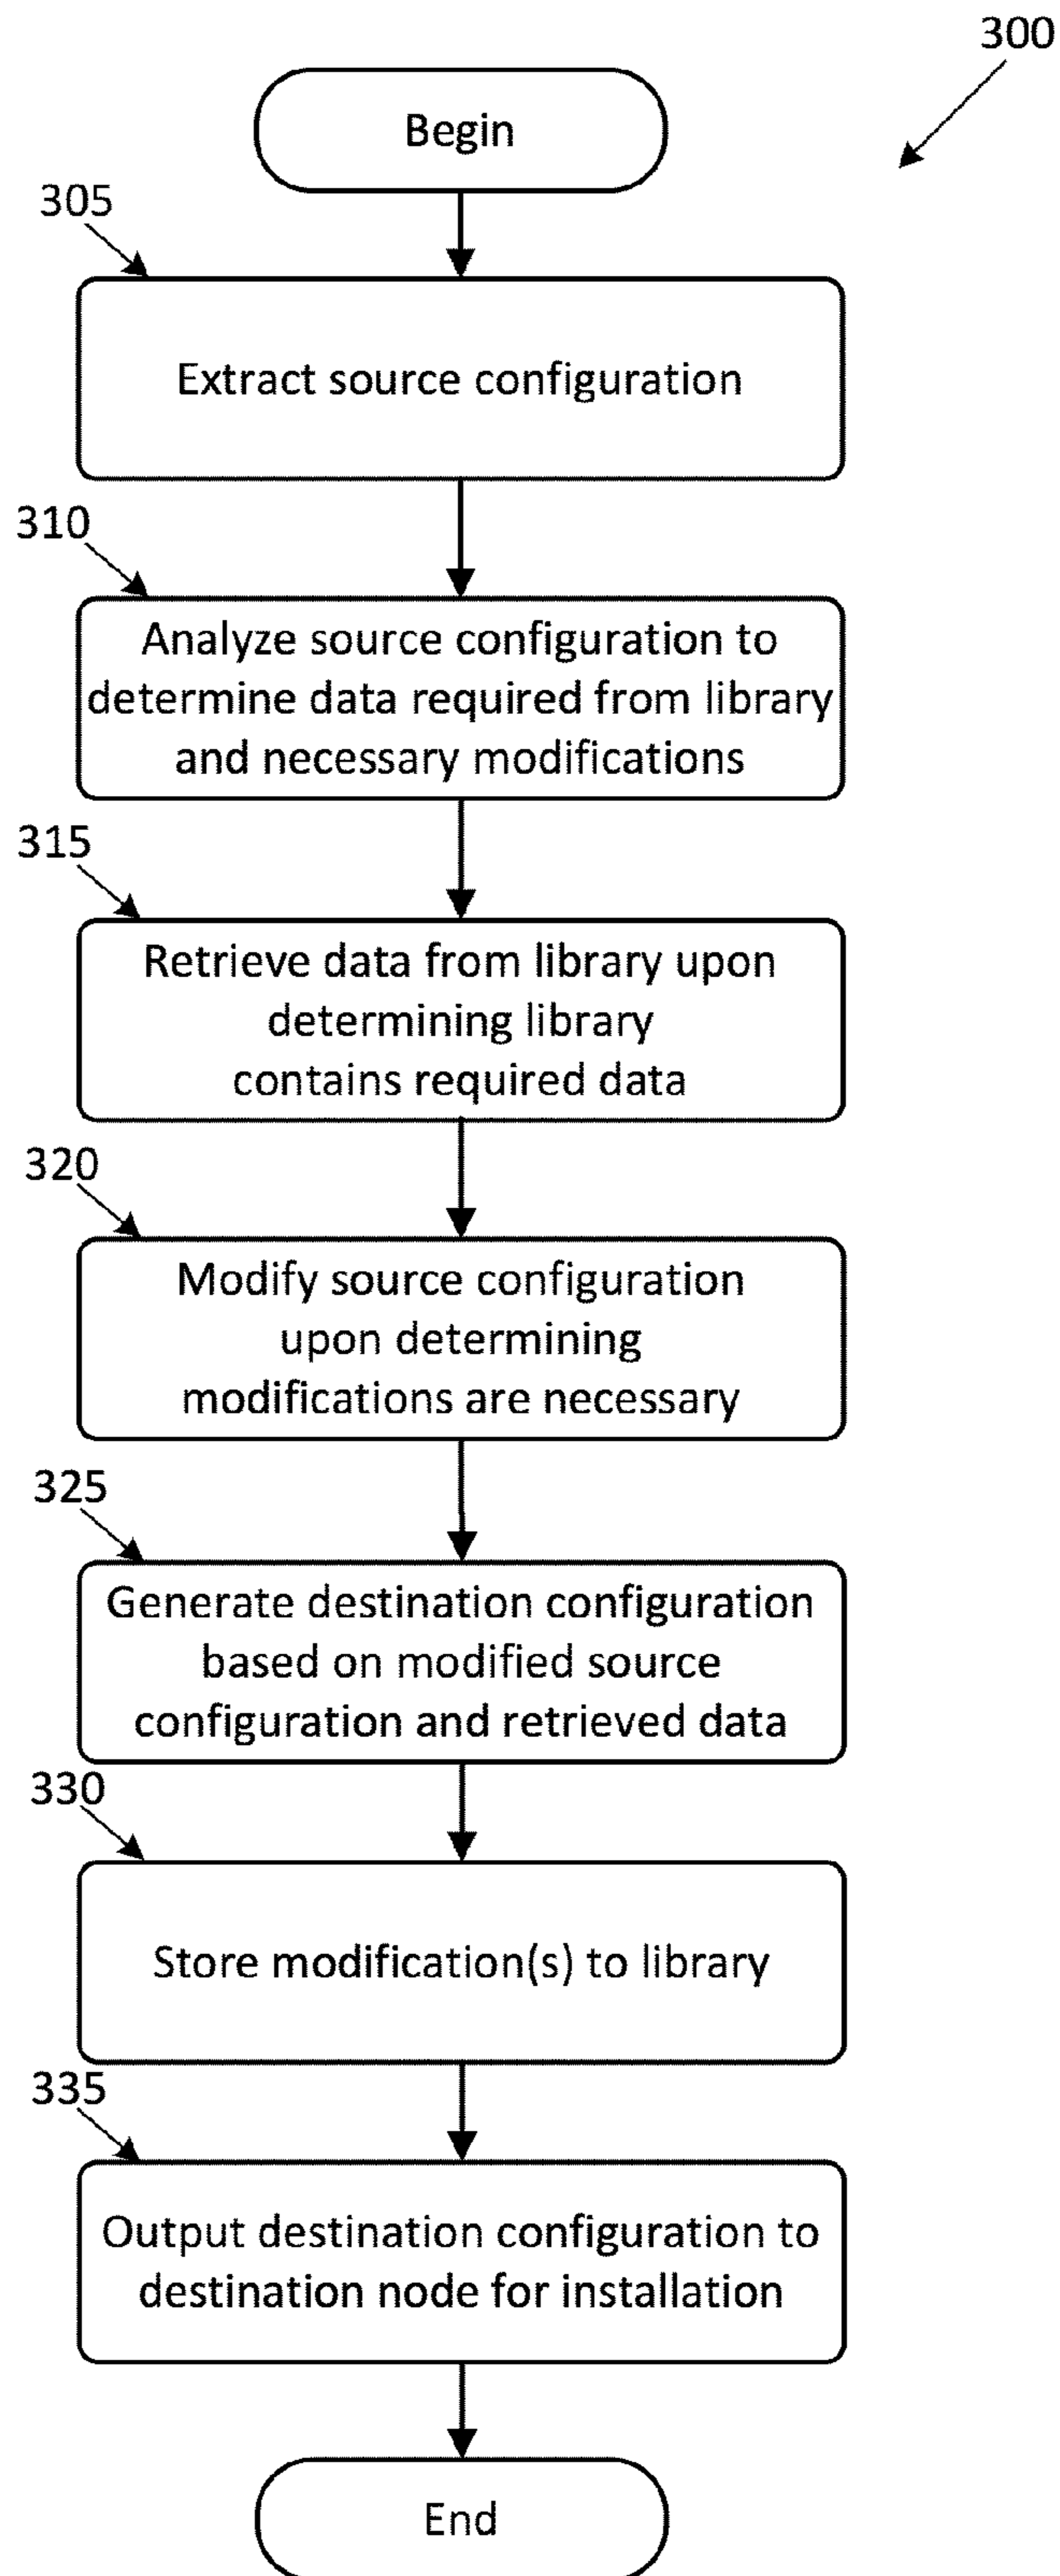 300
Begin
305
Extract source configuration
310
Analyze source configuration to
determine data required from library
and necessary modifications
315
Retrieve data from library upon
determining library
contains required data
320
Modify source configuration
upon determining
modifications are necessary
325
Generate destination configuration
based on modified source
configuration and retrieved data
330
Store modification(s) to library
335
Output destination configuration to
destination node for installation
End